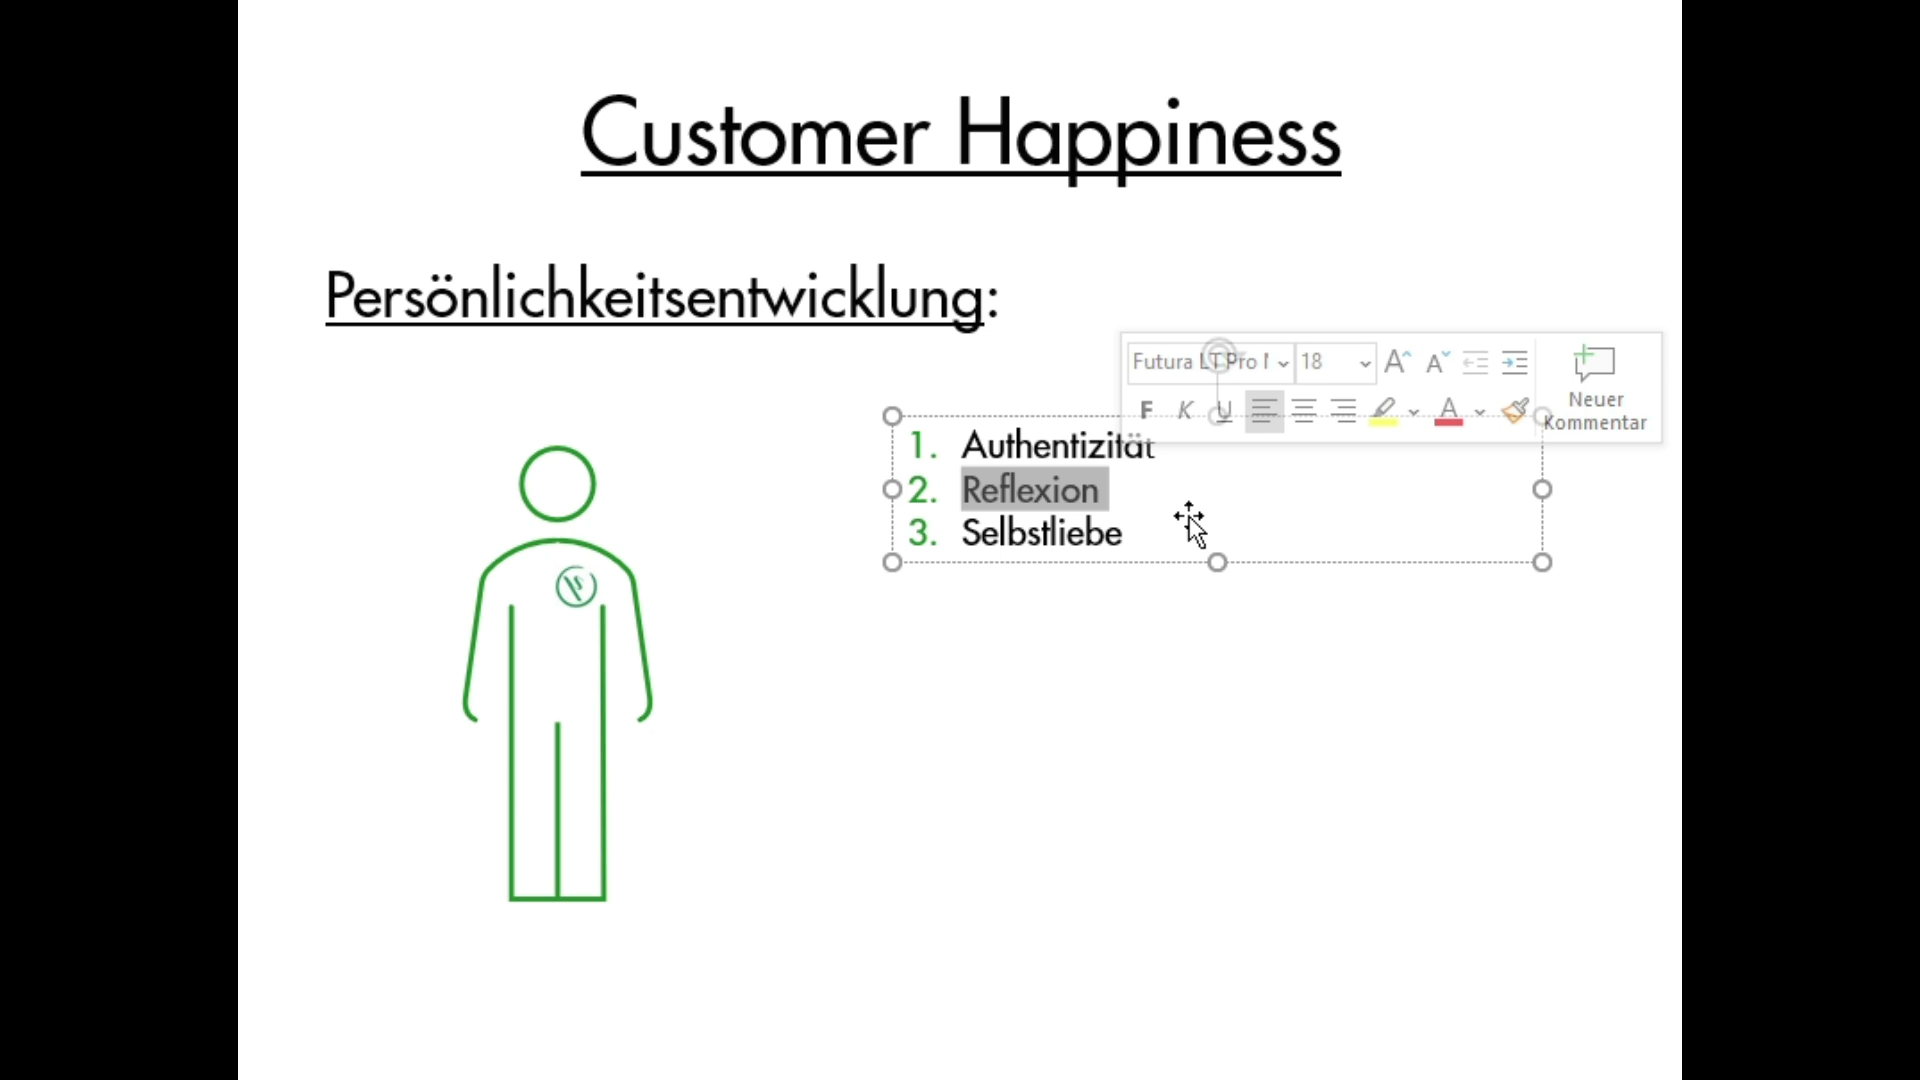 Customer Happiness
Persönlichkeitsentwicklung:
Futura LT Pro 18 A A
F K U A
Neuer
Kommentar
1. Authentizität
2. Reflexion
3. Selbstliebe